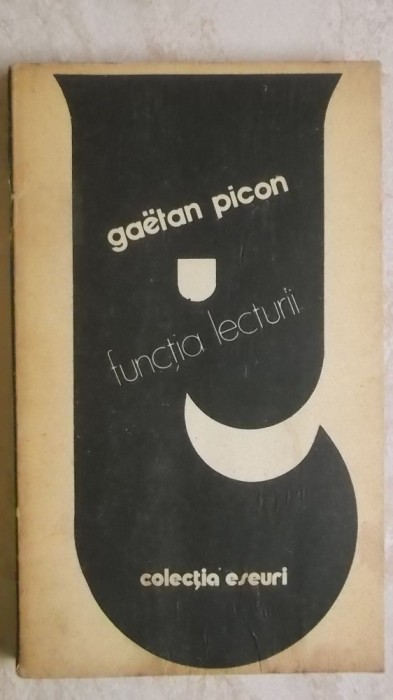 gaëtan picon
funcția lecturii
colecția eseuri